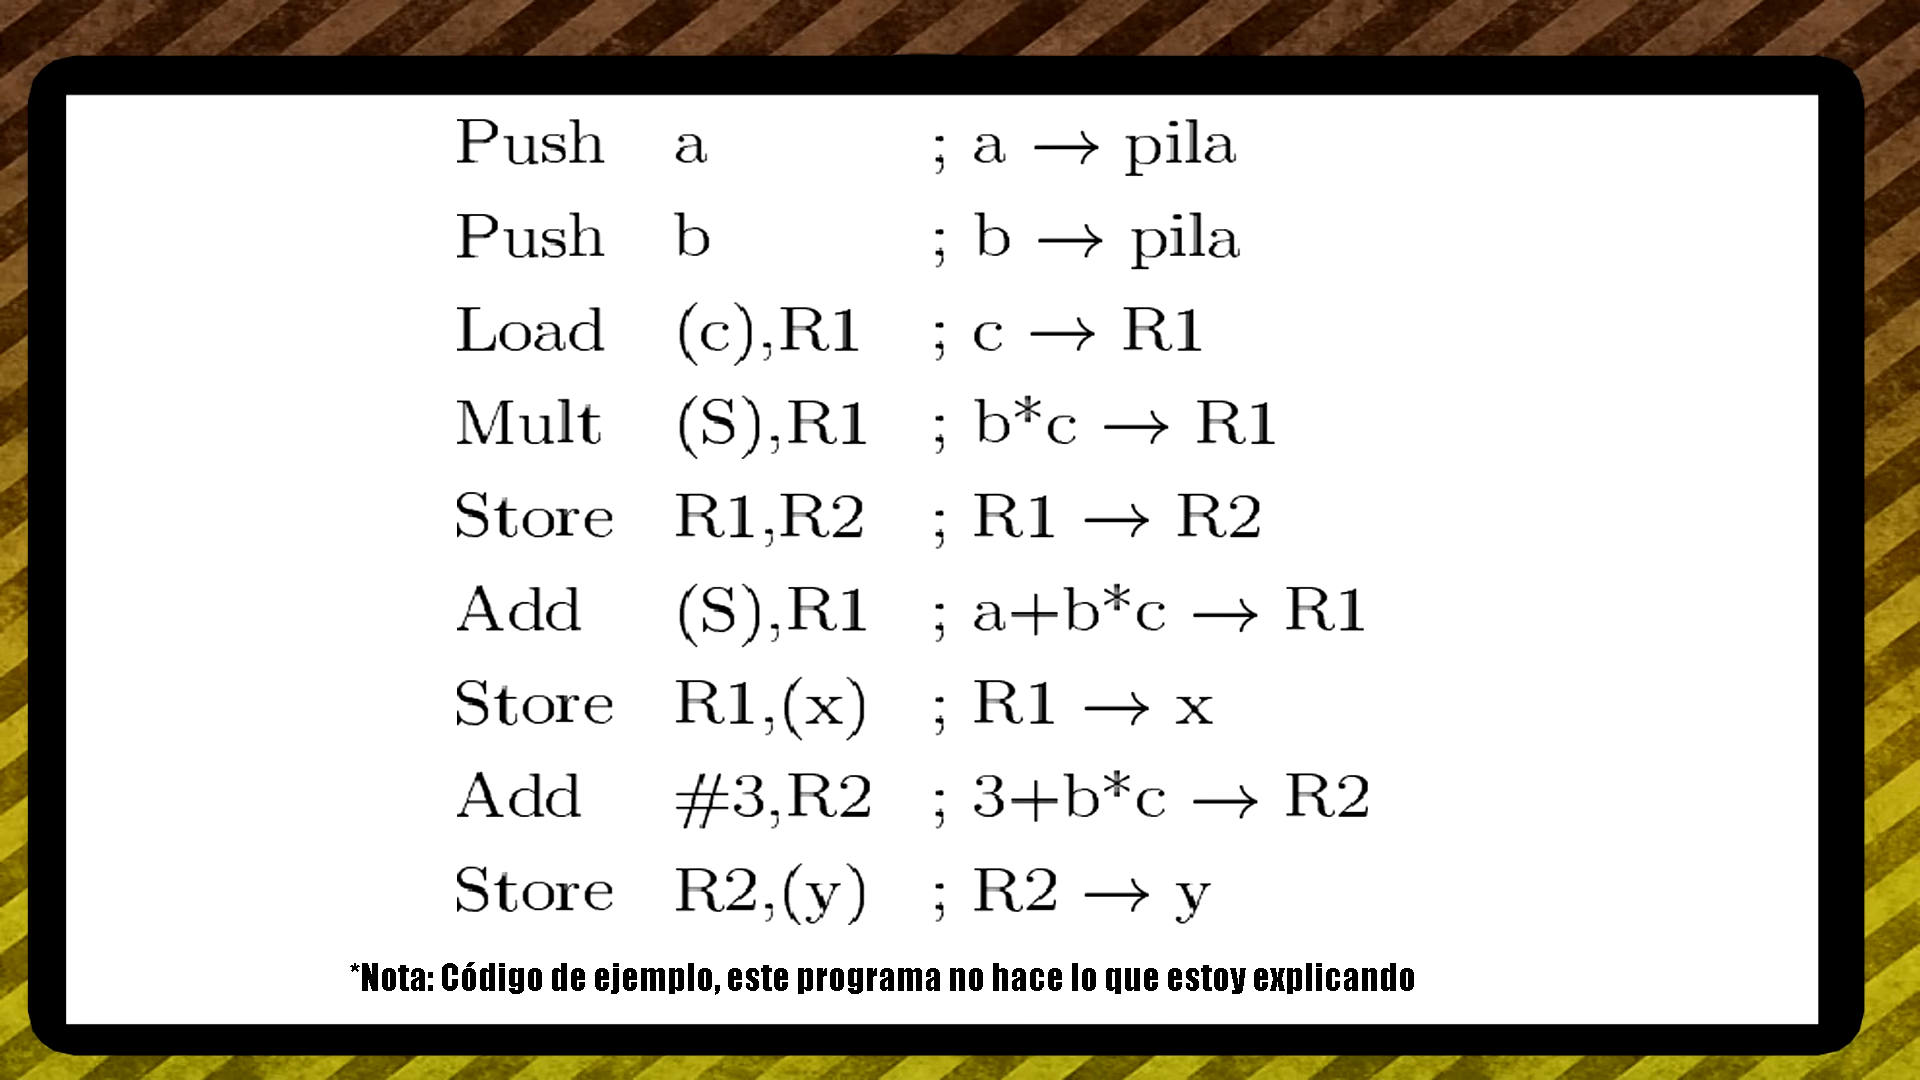 Push a ; a → pila
Push b ; b → pila
Load (c),R1 ; c → R1
Mult (S),R1 ; b*c → R1
Store R1,R2 ; R1 → R2
Add (S),R1 ; a+b*c → R1
Store R1,(x) ; R1 → x
Add #3,R2 ; 3+b*c → R2
Store R2,(y) ; R2 → y
*Nota: Código de ejemplo, este programa no hace lo que estoy explicando